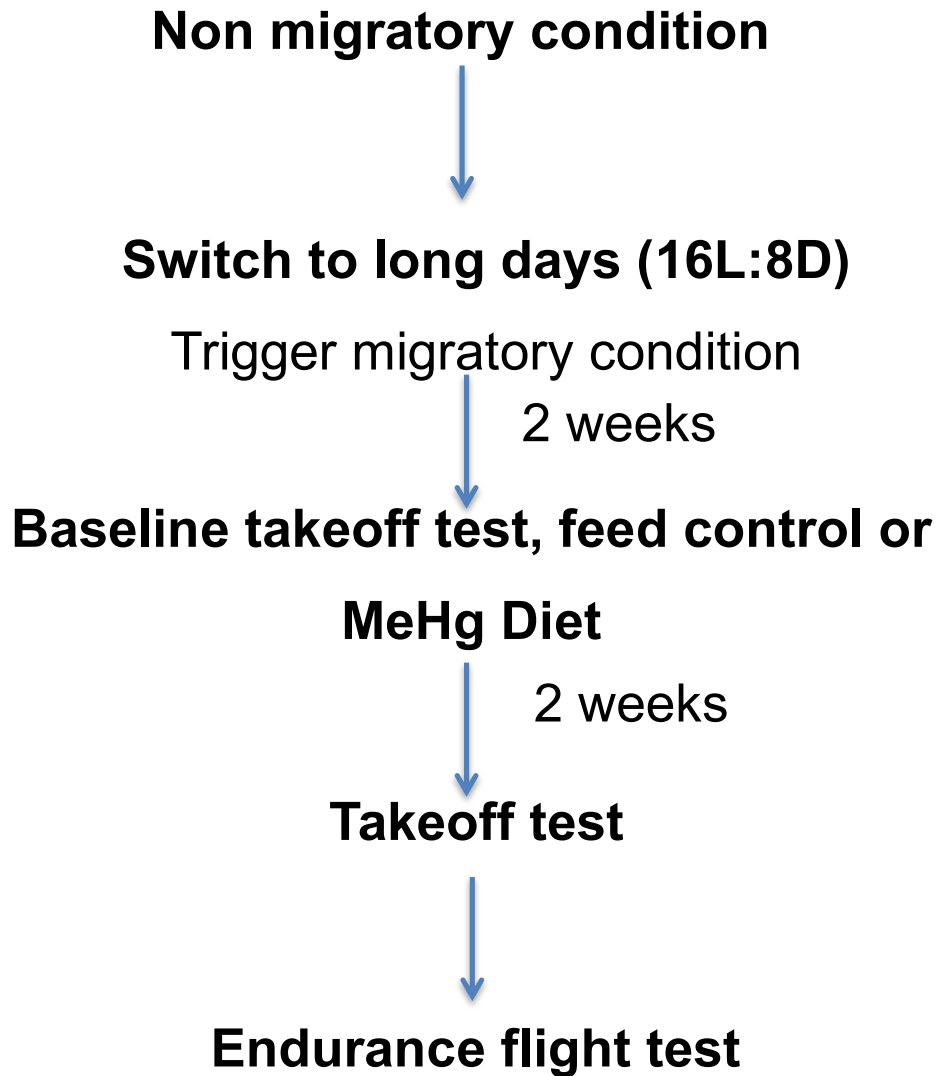 Non migratory condition
Switch to long days (16L:8D)
Trigger migratory condition
2 weeks
Baseline takeoff test, feed control or
MeHg Diet
2 weeks
Takeoff test
Endurance flight test